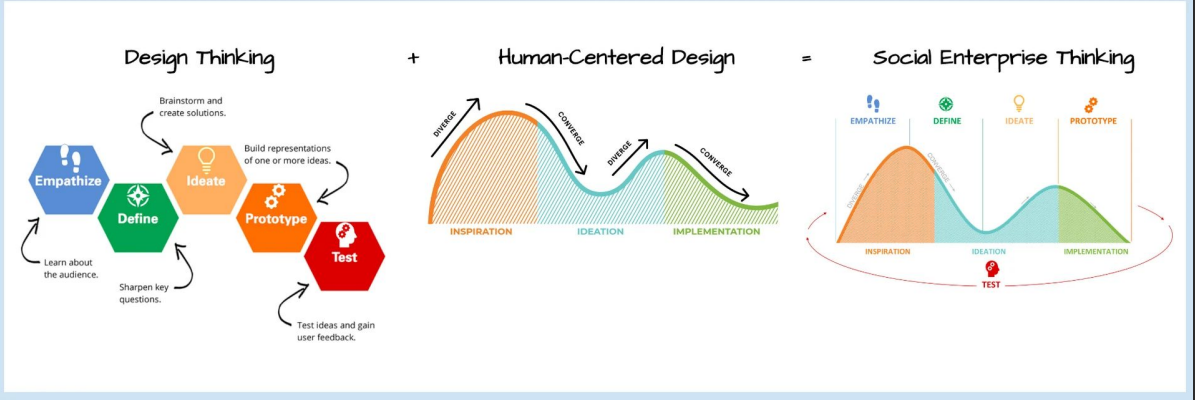 Design Thinking + Human-Centered Design = Social Enterprise Thinking
Brainstorm and
create solutions.
Build representations
of one or more ideas.
Empathize
Define
Ideate
Prototype
Test
Learn about
the audience.
Sharpen key
questions.
Test ideas and gain
user feedback.
DIVERGE
CONVERGE
DIVERGE
CONVERGE
INSPIRATION
IDEATION
IMPLEMENTATION
EMPATHIZE
DEFINE
IDEATE
PROTOTYPE
DIVERGE
CONVERGE
INSPIRATION
IDEATION
IMPLEMENTATION
TEST